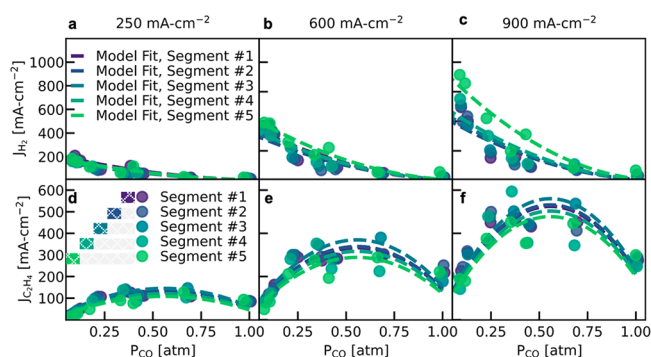 a 250 mA-cm⁻² b 600 mA-cm⁻² c 900 mA-cm⁻²
J_H₂ [mA-cm⁻²]
1000
800
600
400
200
Model Fit, Segment #1
Model Fit, Segment #2
Model Fit, Segment #3
Model Fit, Segment #4
Model Fit, Segment #5
d e f
J_C₂H₄ [mA-cm⁻²]
600
500
400
300
200
100
Segment #1
Segment #2
Segment #3
Segment #4
Segment #5
0.25 0.50 0.75 1.00 0.25 0.50 0.75 1.00 0.25 0.50 0.75 1.00
P_CO [atm] P_CO [atm] P_CO [atm]